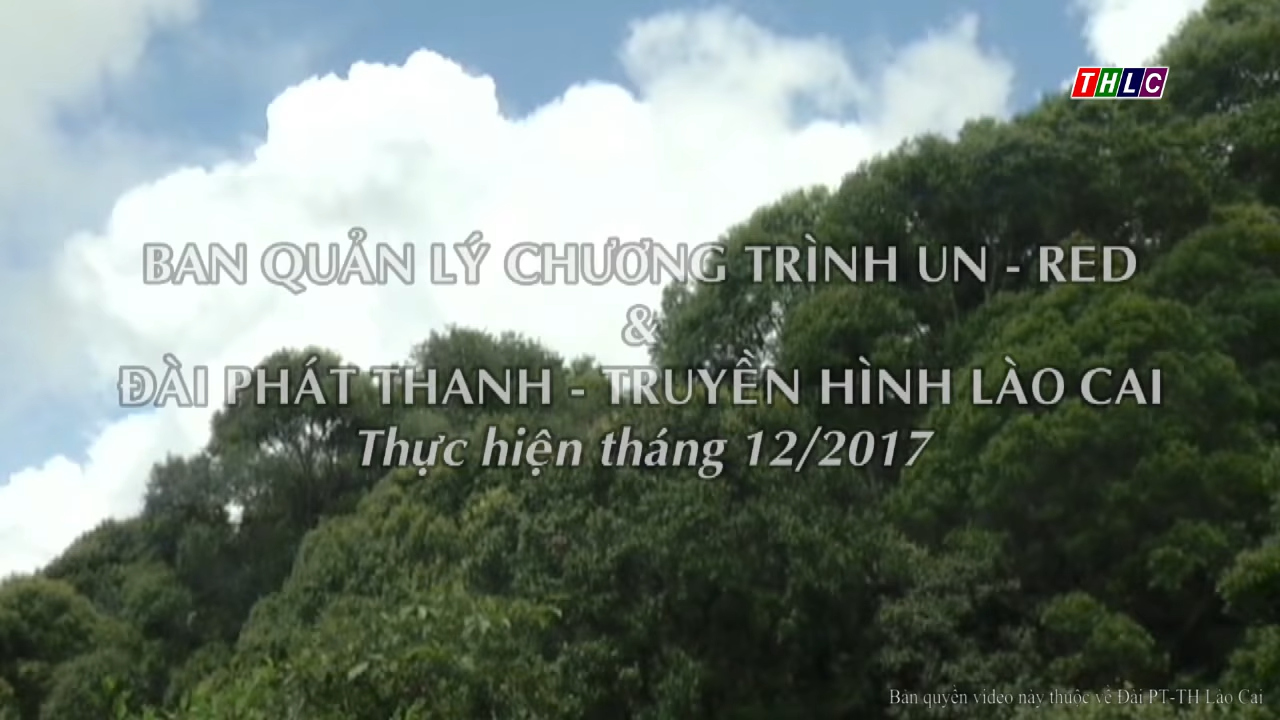 THLC
BAN QUẢN LÝ CHƯƠNG TRÌNH UN - RED
&
ĐÀI PHÁT THANH - TRUYỀN HÌNH LÀO CAI
Thực hiện tháng 12/2017
Bản quyền video này thuộc về Đài PT-TH Lào Cai